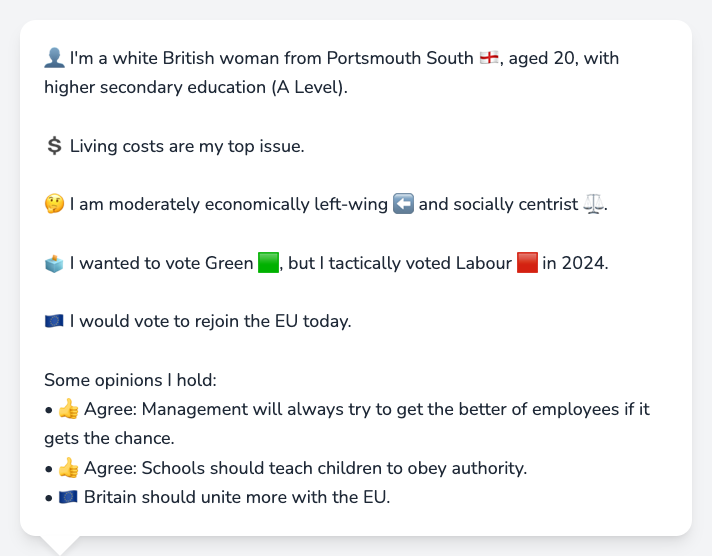 👤 I'm a white British woman from Portsmouth South 🏴󠁧󠁢󠁥󠁮󠁧󠁿, aged 20, with
higher secondary education (A Level).
💲 Living costs are my top issue.
🤔 I am moderately economically left-wing ⬅️ and socially centrist ⚖️.
🗳️ I wanted to vote Green 🟩, but I tactically voted Labour 🟥 in 2024.
🇪🇺 I would vote to rejoin the EU today.
Some opinions I hold:
• 👍 Agree: Management will always try to get the better of employees if it
gets the chance.
• 👍 Agree: Schools should teach children to obey authority.
• 🇪🇺 Britain should unite more with the EU.